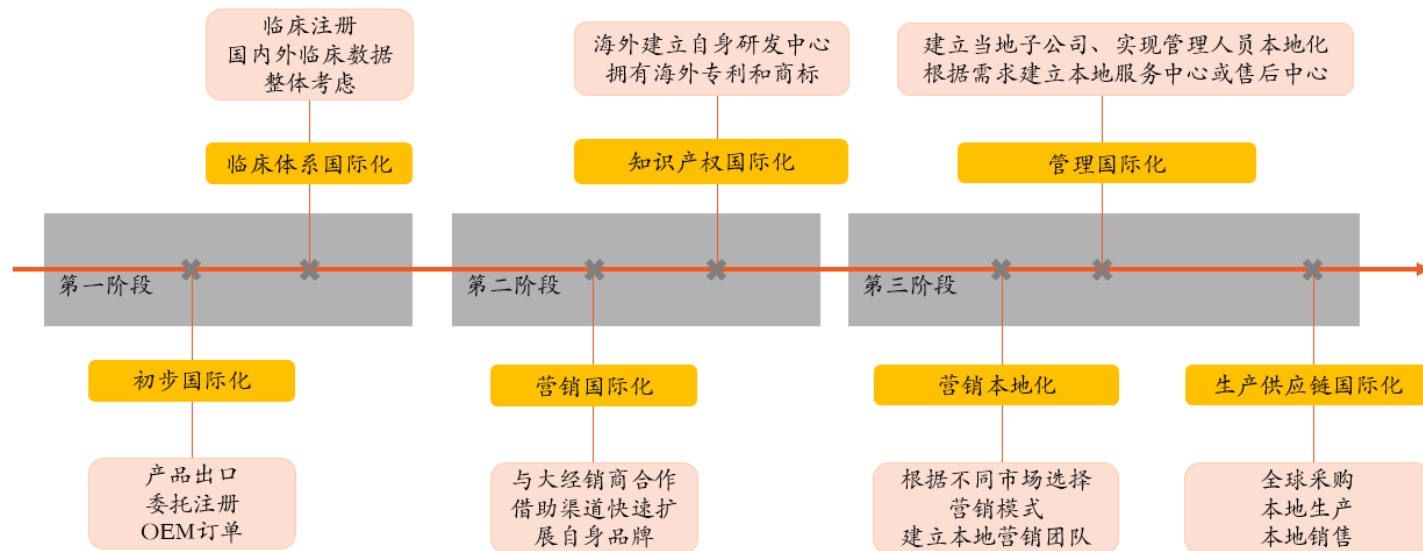 临床注册
国内外临床数据
整体考虑
海外建立自身研发中心
拥有海外专利和商标
建立当地子公司、实现管理人员本地化
根据需求建立本地服务中心或售后中心
临床体系国际化
知识产权国际化
管理国际化
第一阶段
第二阶段
第三阶段
初步国际化
营销国际化
营销本地化
生产供应链国际化
产品出口
委托注册
OEM订单
与大经销商合作
借助渠道快速扩
展自身品牌
根据不同市场选择
营销模式
建立本地营销团队
全球采购
本地生产
本地销售